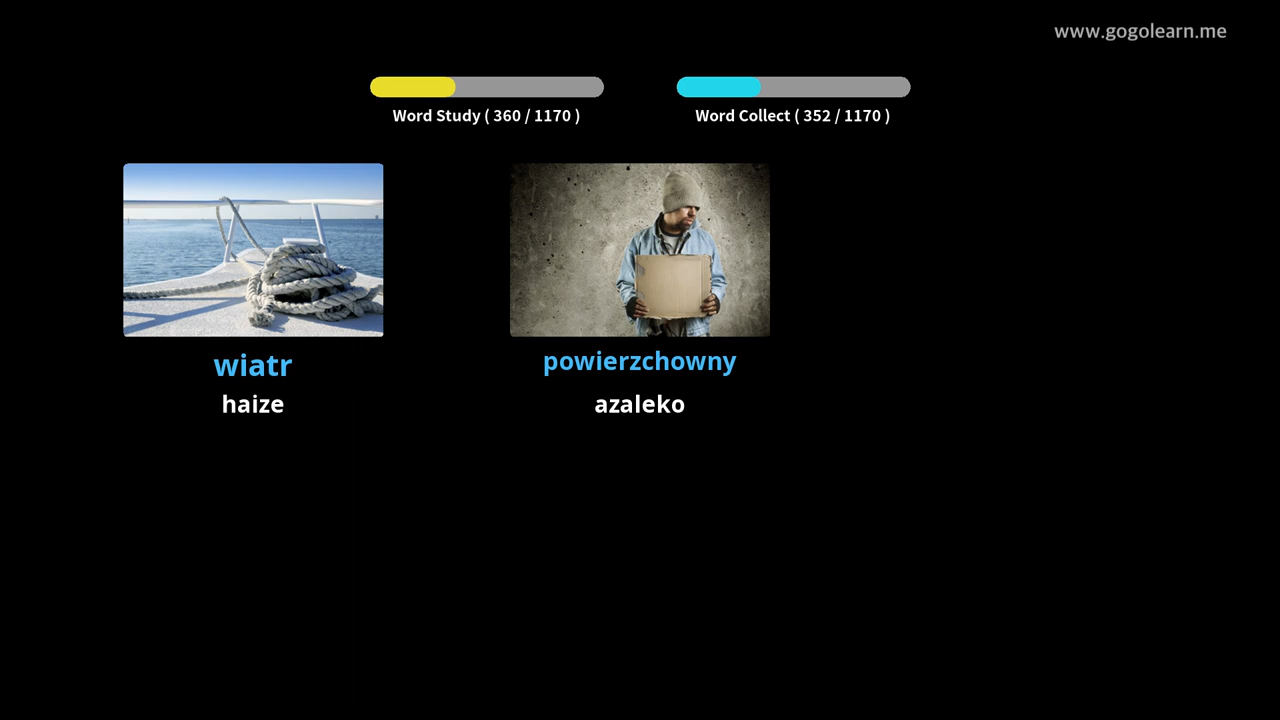 www.gogolearn.me
Word Study ( 360 / 1170 )
Word Collect ( 352 / 1170 )
wiatr
haize
powierzchowny
azaleko